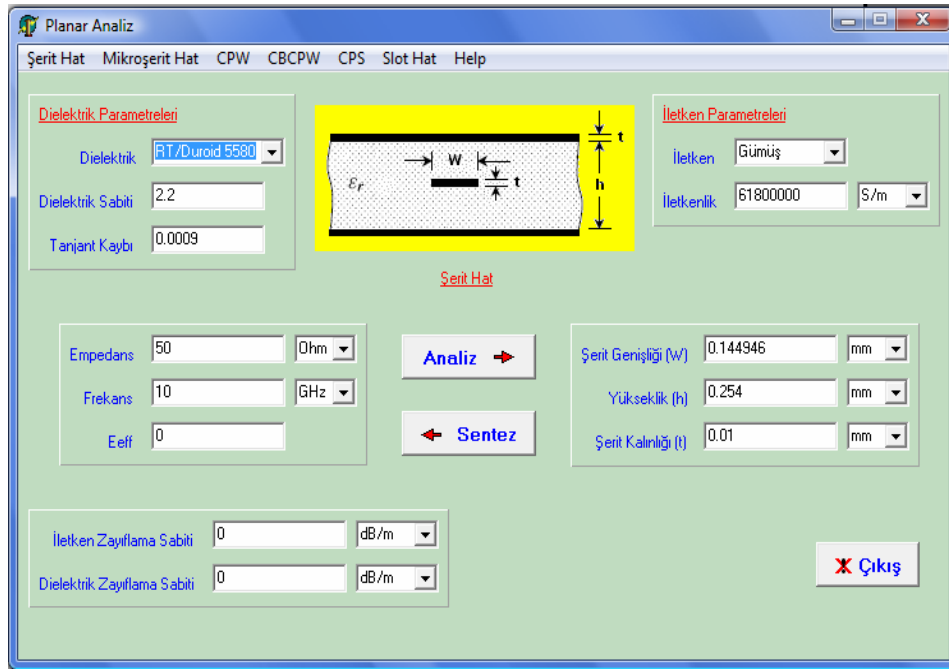 Planar Analiz
Şerit Hat Mikroşerit Hat CPW CBCPW CPS Slot Hat Help
Dielektrik Parametreleri
Dielektrik RT/Duroid 5580
Dielektrik Sabiti 2.2
Tanjant Kaybı 0.0009
εr
W
t
t
h
Şerit Hat
İletken Parametreleri
İletken Gümüş
İletkenlik 61800000 S/m
Empedans 50 Ohm
Frekans 10 GHz
Eeff 0
Analiz
Sentez
Şerit Genişliği (W) 0.144946 mm
Yükseklik (h) 0.254 mm
Şerit Kalınlığı (t) 0.01 mm
İletken Zayıflama Sabiti 0 dB/m
Dielektrik Zayıflama Sabiti 0 dB/m
Çıkış